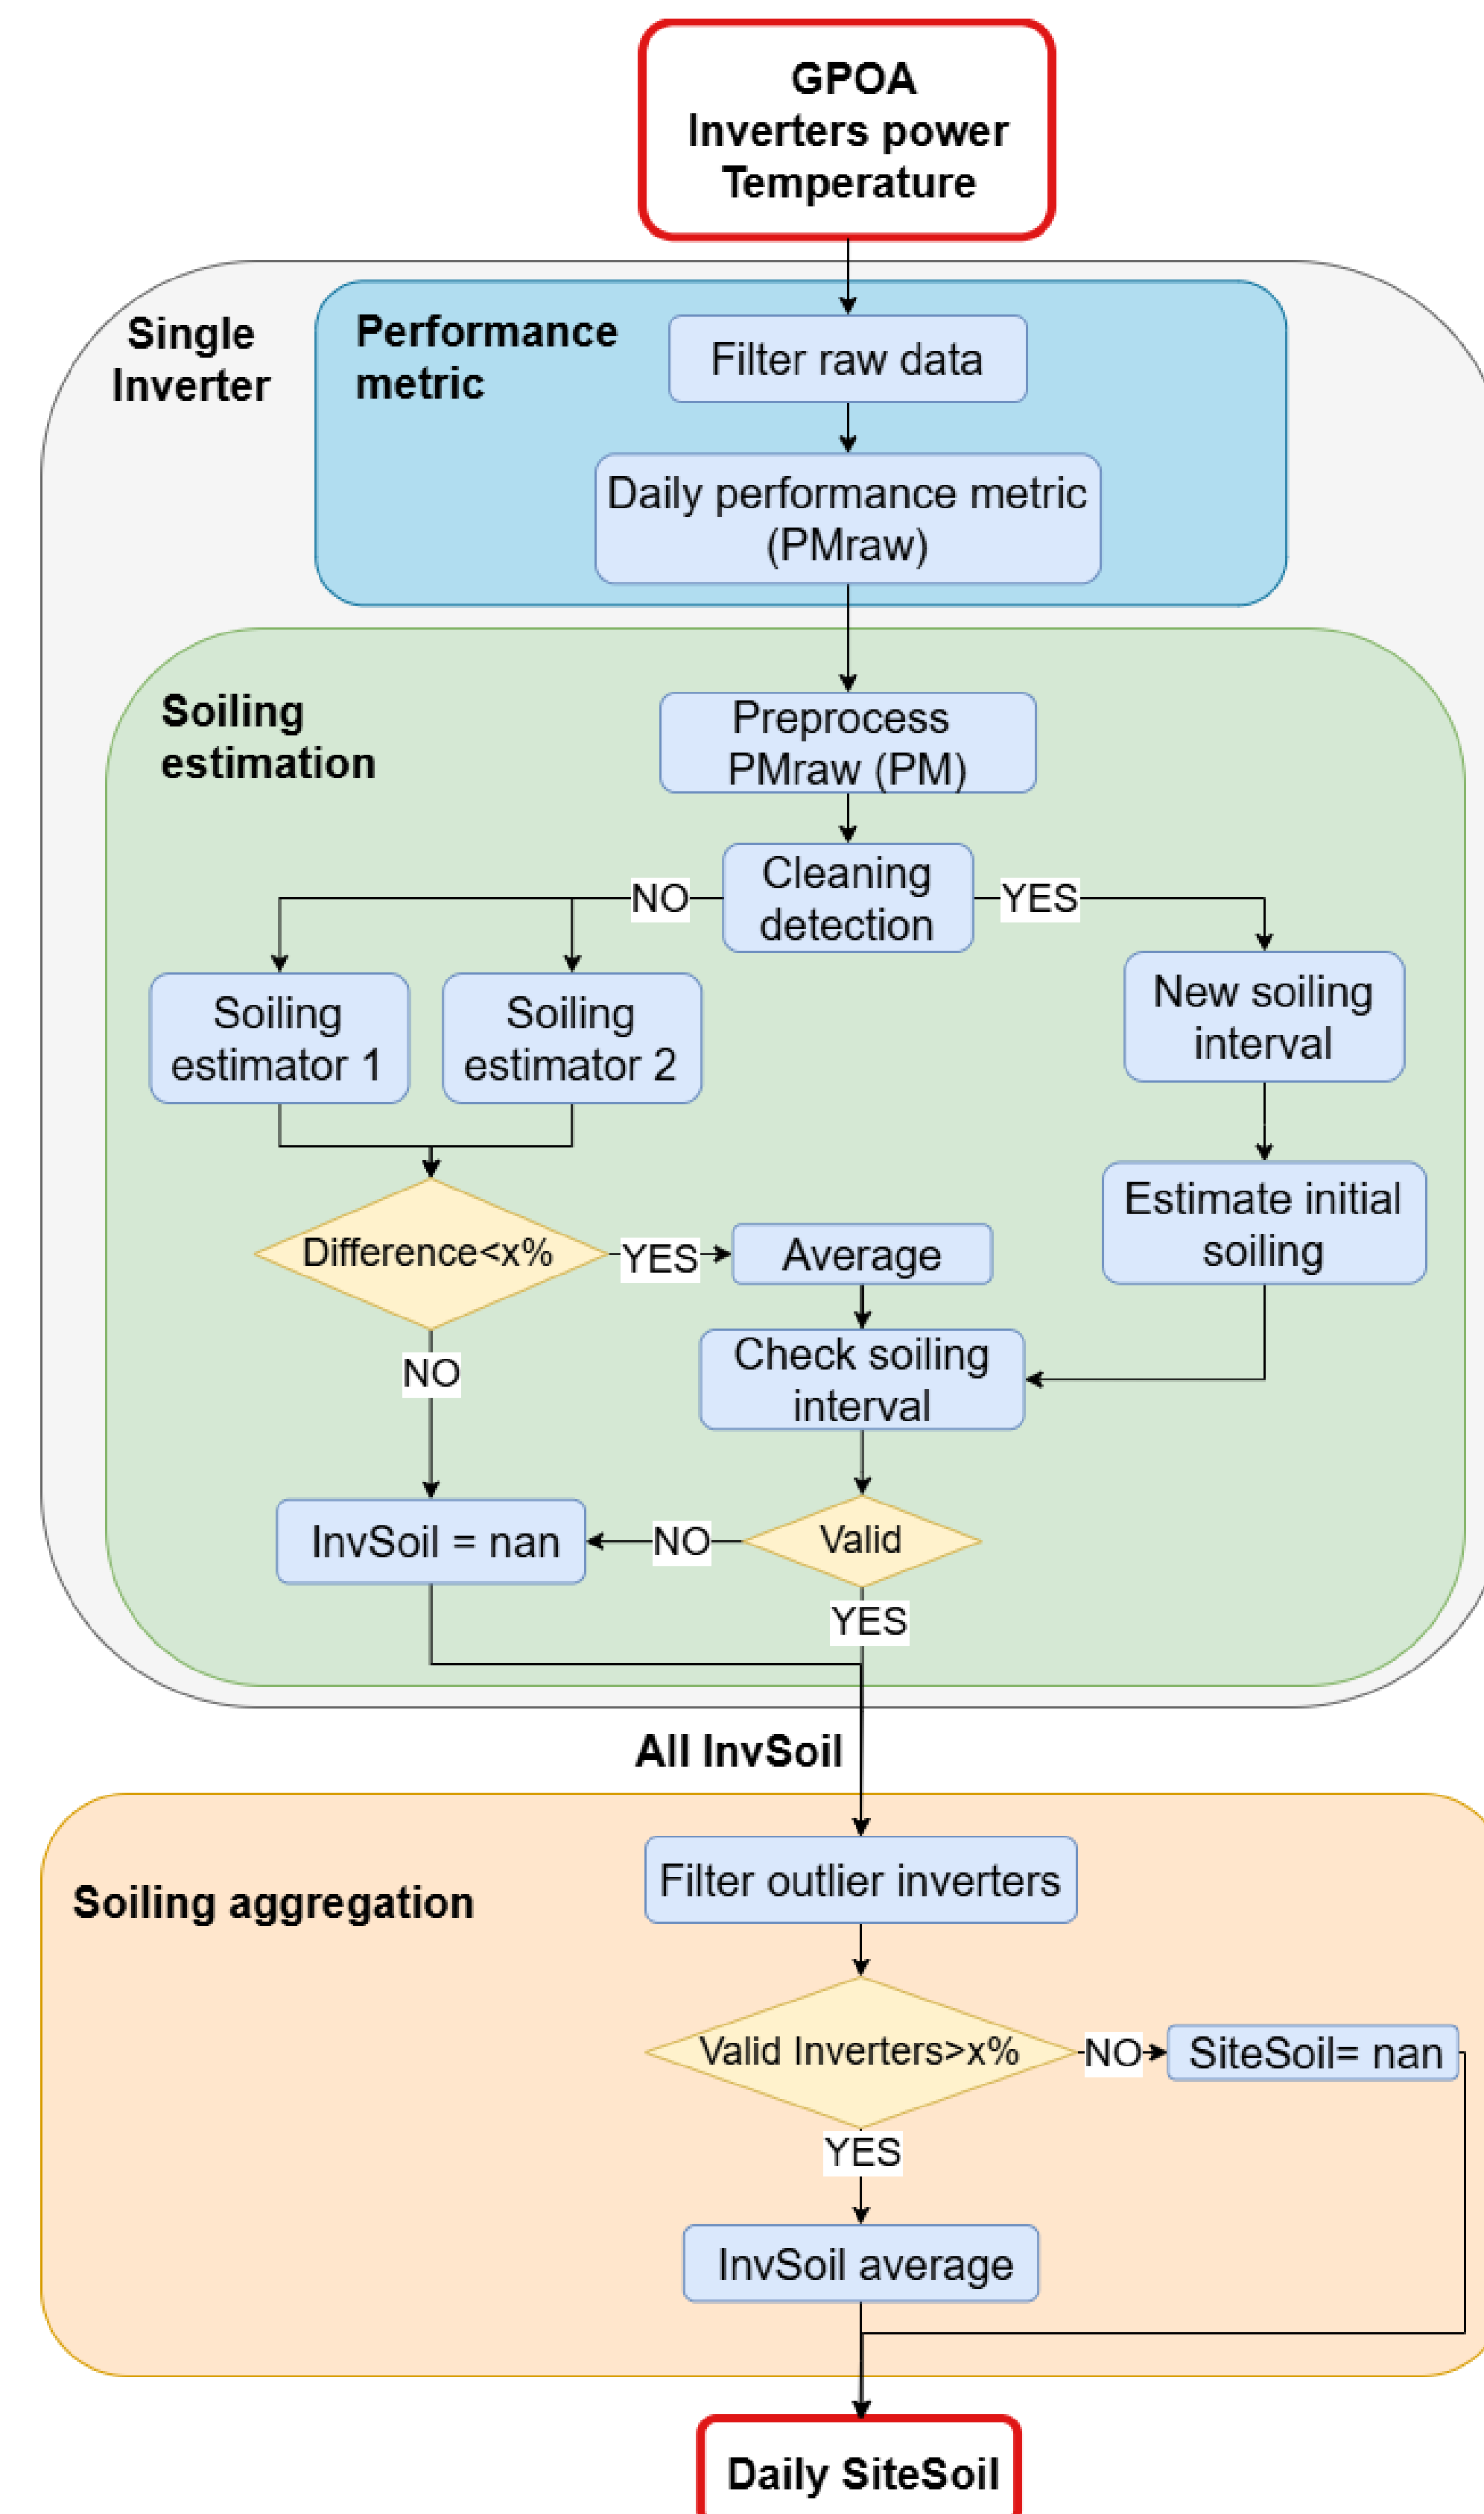 GPOA
Inverters power
Temperature
Single
Inverter
Performance
metric
Filter raw data
Daily performance metric
(PMraw)
Soiling
estimation
Preprocess
PMraw (PM)
Cleaning
detection
NO
YES
Soiling
estimator 1
Soiling
estimator 2
New soiling
interval
Estimate initial
soiling
Difference<x%
YES
Average
NO
Check soiling
interval
InvSoil = nan
NO
Valid
YES
All InvSoil
Soiling aggregation
Filter outlier inverters
Valid Inverters>x%
NO
SiteSoil= nan
YES
InvSoil average
Daily SiteSoil